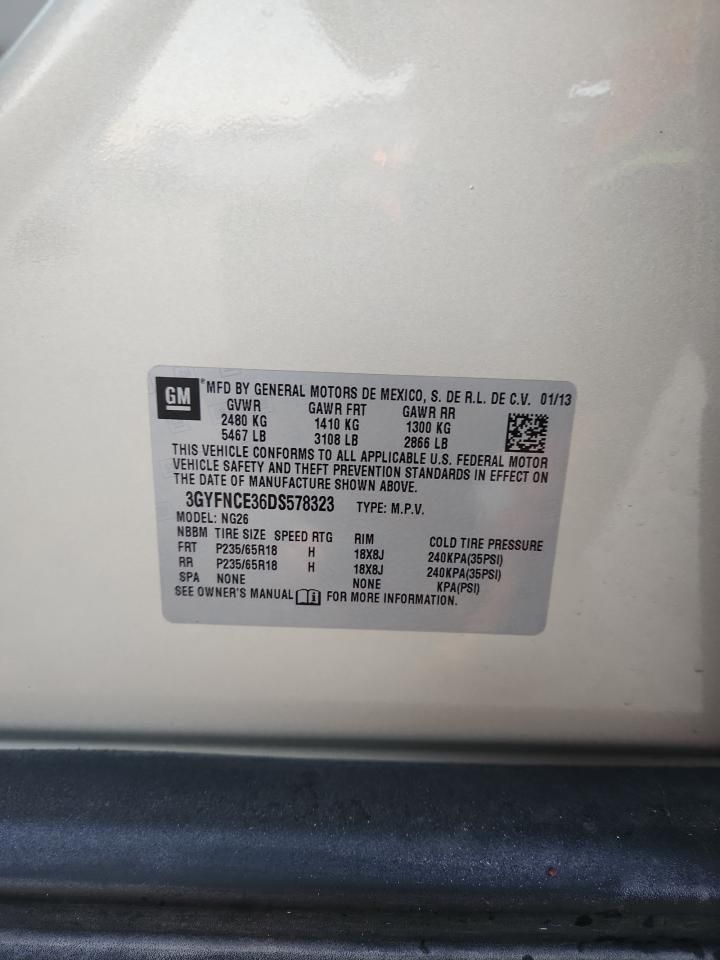 GM ®MFD BY GENERAL MOTORS DE MEXICO, S. DE R.L. DE C.V. 01/13
GVWR GAWR FRT GAWR RR
2480 KG 1410 KG 1300 KG
5467 LB 3108 LB 2866 LB
THIS VEHICLE CONFORMS TO ALL APPLICABLE U.S. FEDERAL MOTOR
VEHICLE SAFETY AND THEFT PREVENTION STANDARDS IN EFFECT ON
THE DATE OF MANUFACTURE SHOWN ABOVE.
3GYFNCE36DS578323 TYPE: M.P.V.
MODEL: NG26
NBBM TIRE SIZE SPEED RTG RIM COLD TIRE PRESSURE
FRT P235/65R18 H 18X8J 240KPA(35PSI)
RR P235/65R18 H 18X8J 240KPA(35PSI)
SPA NONE NONE KPA(PSI)
SEE OWNER'S MANUAL FOR MORE INFORMATION.